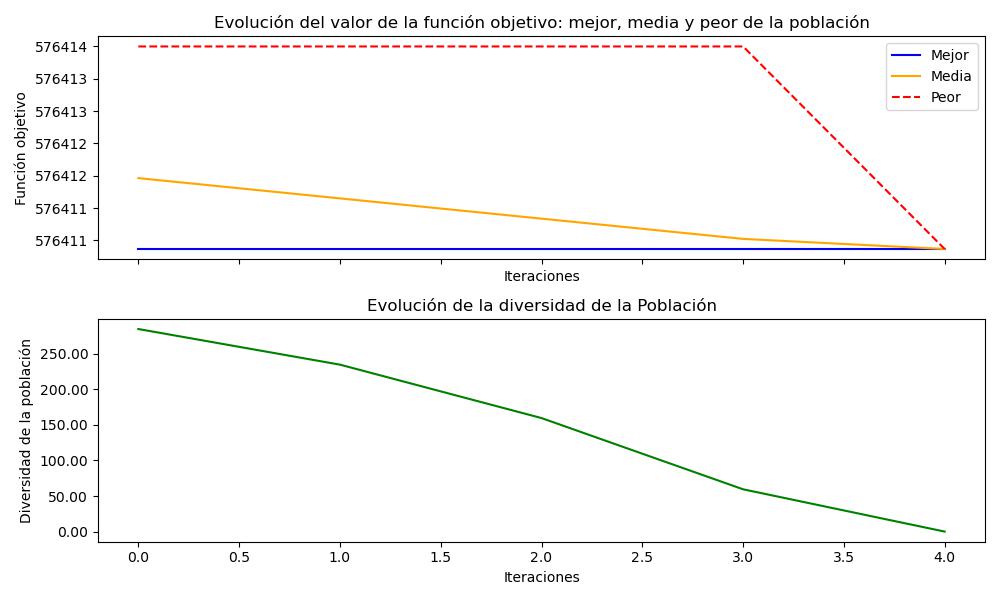 Evolución del valor de la función objetivo: mejor, media y peor de la población
576414
576413
576413
576412
576412
576411
576411
Función objetivo
Mejor
Media
Peor
Iteraciones
Evolución de la diversidad de la Población
250.00
200.00
150.00
100.00
50.00
0.00
Diversidad de la población
0.0 0.5 1.0 1.5 2.0 2.5 3.0 3.5 4.0
Iteraciones